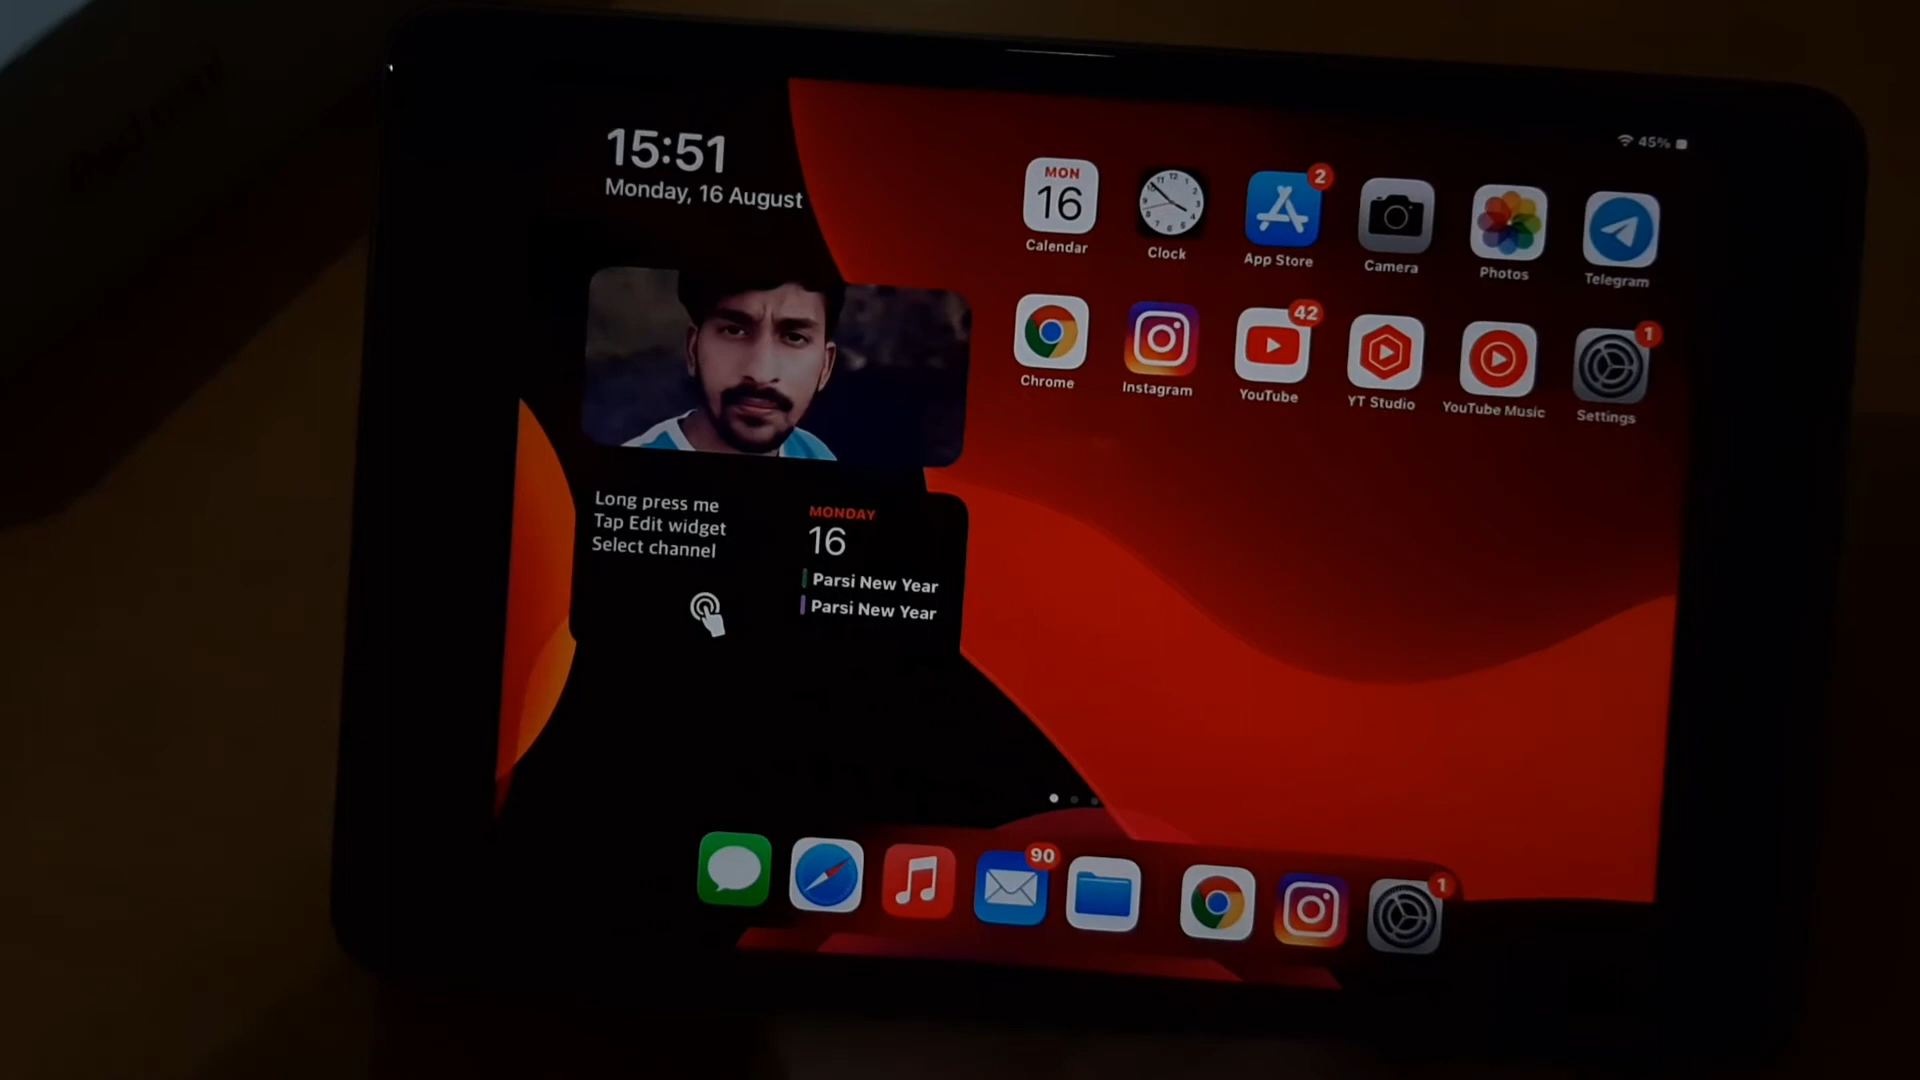 15:51
Monday, 16 August
45%
MON
16
Calendar
Clock
2
App Store
Camera
Photos
Telegram
Chrome
Instagram
42
YouTube
YT Studio
YouTube Music
1
Settings
Long press me
Tap Edit widget
Select channel
MONDAY
16
Parsi New Year
Parsi New Year
90
1